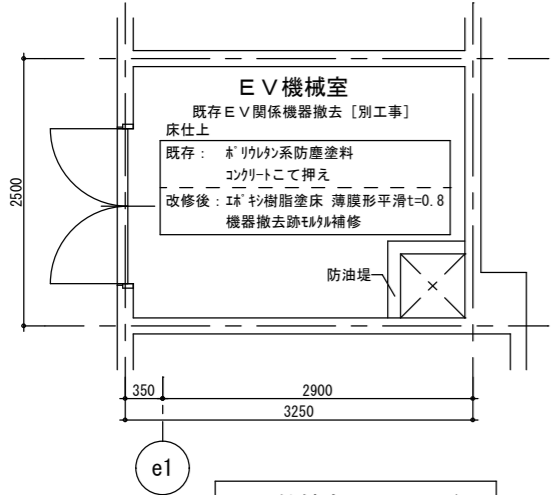 EV機械室
既存EV関係機器撤去 [別工事]
床仕上
既存： ﾎﾟﾘｳﾚﾀﾝ系防塵塗料
ｺﾝｸﾘｰﾄこて押え
改修後：ｴﾎﾟｷｼ樹脂塗床 薄膜形平滑t=0.8
機器撤去跡ﾓﾙﾀﾙ補修
2500
防油堤
350
2900
3250
e1